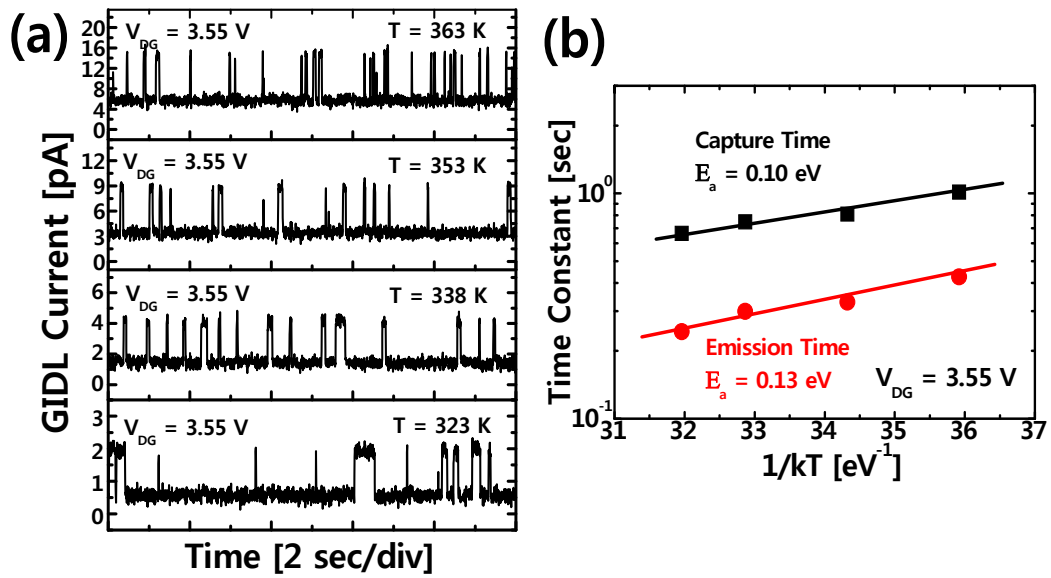 (a)
GIDL Current [pA]
V_DG = 3.55 V
T = 363 K
20
16
12
8
4
0
V_DG = 3.55 V
T = 353 K
12
9
6
3
0
V_DG = 3.55 V
T = 338 K
6
4
2
0
V_DG = 3.55 V
T = 323 K
3
2
2
1
1
0
Time [2 sec/div]
(b)
Time Constant [sec]
10^0
10^-1
Capture Time
E_a = 0.10 eV
Emission Time
E_a = 0.13 eV
V_DG = 3.55 V
31 32 33 34 35 36 37
1/kT [eV^-1]